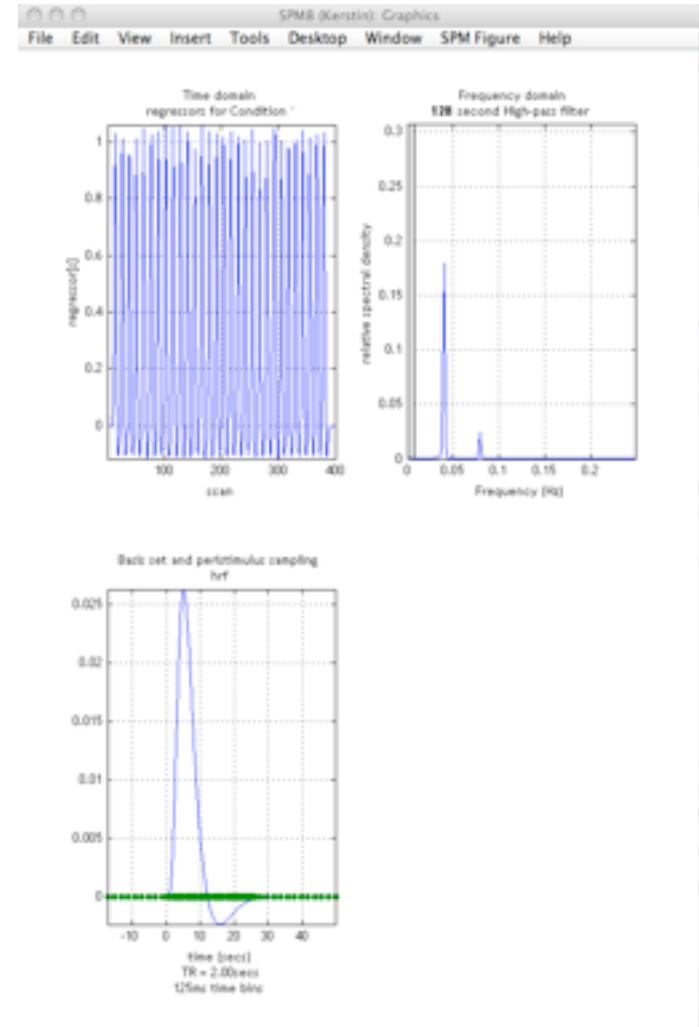 SPM8 (Kerstin): Graphics
File Edit View Insert Tools Desktop Window SPM Figure Help
Time domain
regressors for Condition '
regressor[s]
1
0.8
0.6
0.4
0.2
0
100 200 300 400
scan
Frequency domain
128 second High-pass filter
relative spectral density
0.3
0.25
0.2
0.15
0.1
0.05
0
0 0.05 0.1 0.15 0.2
Frequency (Hz)
Basis set and peristimulus sampling
hrf
0.025
0.02
0.015
0.01
0.005
0
-10 0 10 20 30 40
time [secs]
TR = 2.00secs
125ms time bins